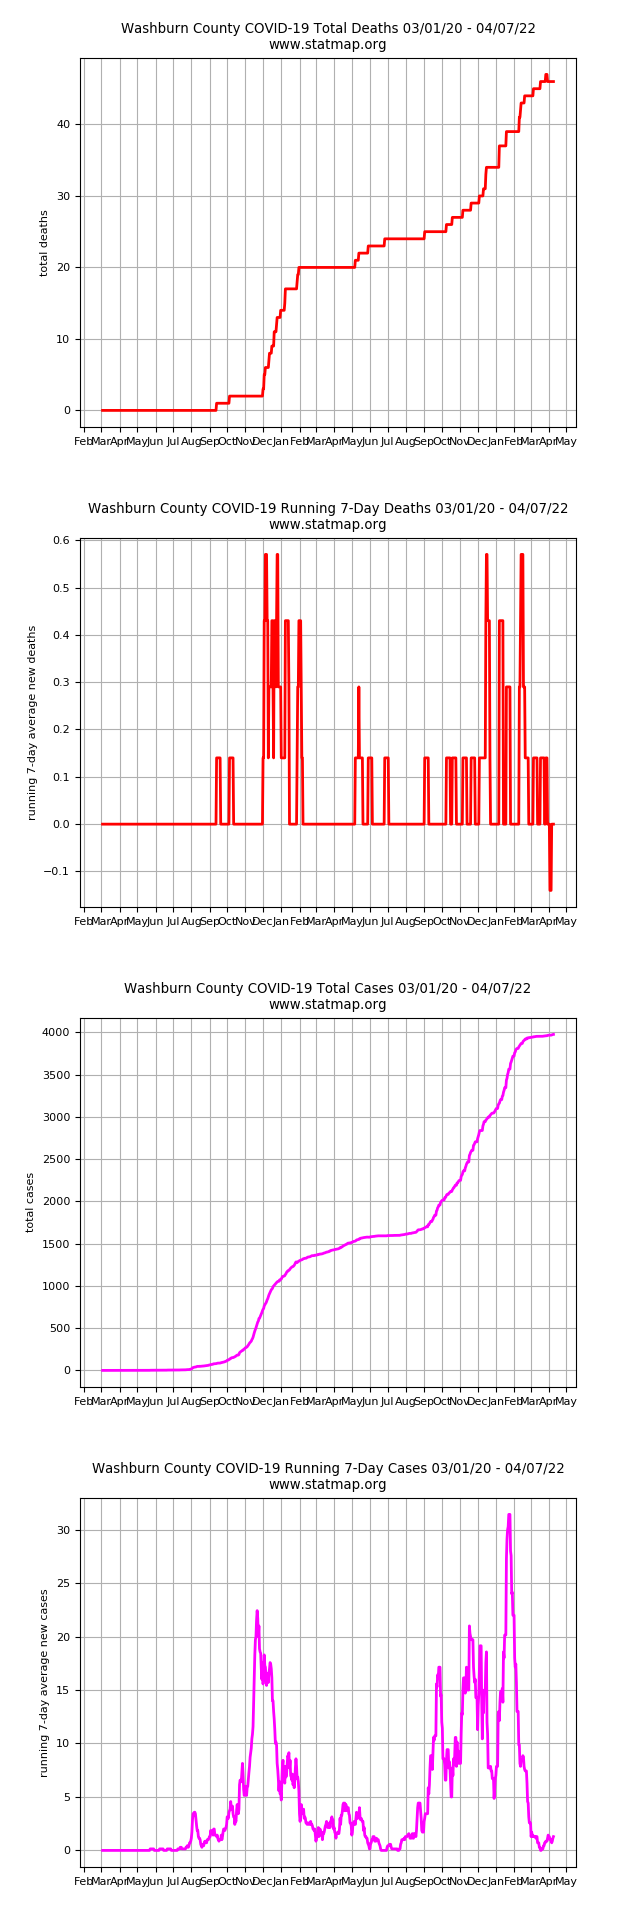 Washburn County COVID-19 Total Deaths 03/01/20 - 04/07/22
www.statmap.org
40
30
20
10
0
total deaths
Feb Mar Apr May Jun Jul Aug Sep Oct Nov Dec Jan Feb Mar Apr May Jun Jul Aug Sep Oct Nov Dec Jan Feb Mar Apr May
Washburn County COVID-19 Running 7-Day Deaths 03/01/20 - 04/07/22
www.statmap.org
0.6
0.5
0.4
0.3
0.2
0.1
0.0
−0.1
running 7-day average new deaths
Feb Mar Apr May Jun Jul Aug Sep Oct Nov Dec Jan Feb Mar Apr May Jun Jul Aug Sep Oct Nov Dec Jan Feb Mar Apr May
Washburn County COVID-19 Total Cases 03/01/20 - 04/07/22
www.statmap.org
4000
3500
3000
2500
2000
1500
1000
500
0
total cases
Feb Mar Apr May Jun Jul Aug Sep Oct Nov Dec Jan Feb Mar Apr May Jun Jul Aug Sep Oct Nov Dec Jan Feb Mar Apr May
Washburn County COVID-19 Running 7-Day Cases 03/01/20 - 04/07/22
www.statmap.org
30
25
20
15
10
5
0
running 7-day average new cases
Feb Mar Apr May Jun Jul Aug Sep Oct Nov Dec Jan Feb Mar Apr May Jun Jul Aug Sep Oct Nov Dec Jan Feb Mar Apr May